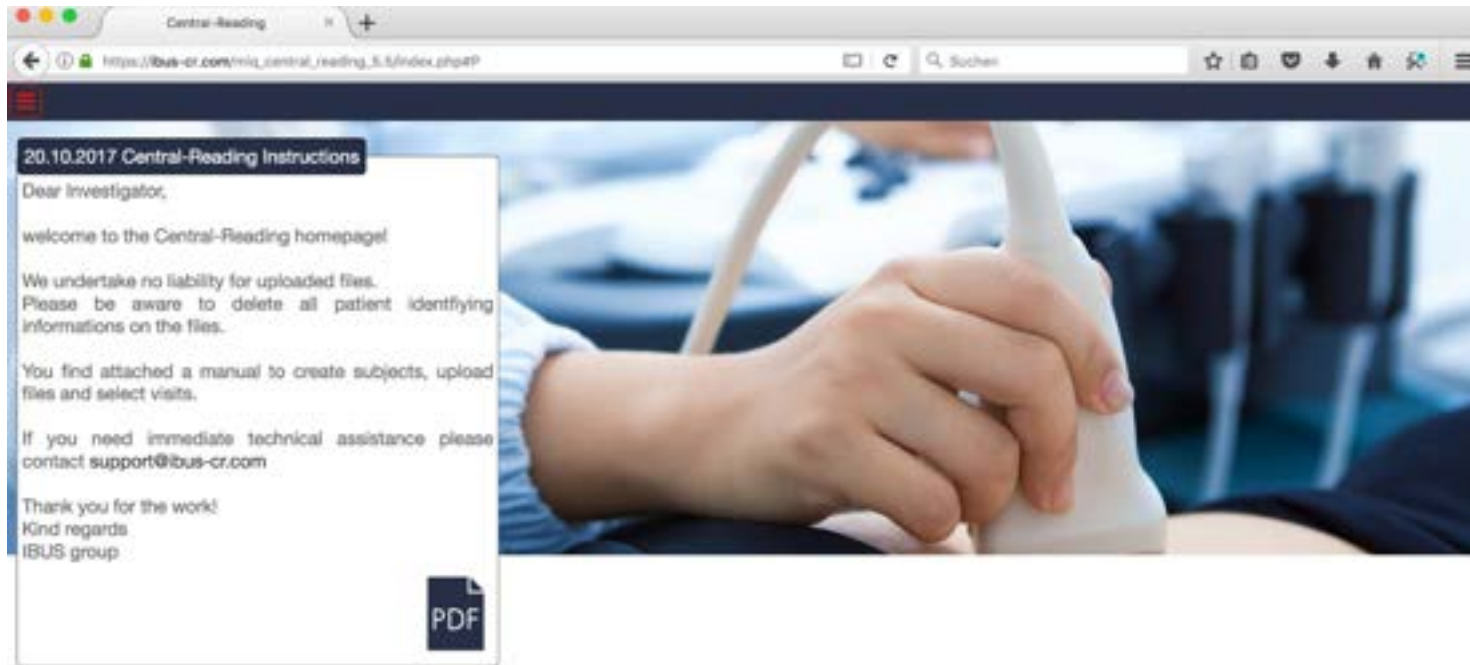 Central-Reading
https://ibus-cr.com/miq_central_reading_5.5/index.php#P
Suchen
20.10.2017 Central-Reading Instructions
Dear Investigator,
welcome to the Central-Reading homepage!
We undertake no liability for uploaded files.
Please be aware to delete all patient identfiying
informations on the files.
You find attached a manual to create subjects, upload
files and select visits.
If you need immediate technical assistance please
contact support@ibus-cr.com
Thank you for the work!
Kind regards
IBUS group
PDF